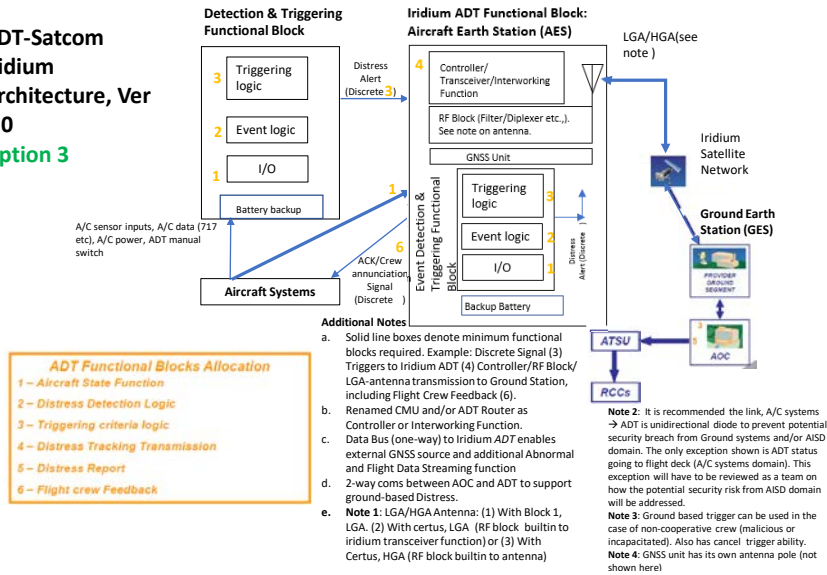 DT-Satcom
idium
rchitecture, Ver
0
ption 3
Detection & Triggering
Functional Block
3
Triggering
logic
2
Event logic
1
I/O
Battery backup
Distress
Alert
(Discrete 3)
A/C sensor inputs, A/C data (717
etc), A/C power, ADT manual
switch
Aircraft Systems
1
6
ACK/Crew
annunciation
Signal
(Discrete )
Iridium ADT Functional Block:
Aircraft Earth Station (AES)
4
Controller/
Transceiver/Interworking
Function
RF Block (Filter/Diplexer etc.,).
See note on antenna.
GNSS Unit
Event Detection &
Triggering Functional
Block
Triggering
logic
3
Event logic
2
I/O
1
Distress
Alert (Discrete )
Backup Battery
LGA/HGA(see
note )
Iridium
Satellite
Network
Ground Earth
Station (GES)
PROVIDER
GROUND
SEGMENT
3
5
AOC
ATSU
RCCs
ADT Functional Blocks Allocation
1 – Aircraft State Function
2 – Distress Detection Logic
3 – Triggering criteria logic
4 – Distress Tracking Transmission
5 – Distress Report
6 – Flight crew Feedback
Additional Notes
a. Solid line boxes denote minimum functional
blocks required. Example: Discrete Signal (3)
Triggers to Iridium ADT (4) Controller/RF Block/
LGA-antenna transmission to Ground Station,
including Flight Crew Feedback (6).
b. Renamed CMU and/or ADT Router as
Controller or Interworking Function.
c. Data Bus (one-way) to Iridium ADT enables
external GNSS source and additional Abnormal
and Flight Data Streaming function
d. 2-way coms between AOC and ADT to support
ground-based Distress.
e. Note 1: LGA/HGA Antenna: (1) With Block 1,
LGA. (2) With certus, LGA (RF block builtin to
iridium transceiver function) or (3) With
Certus, HGA (RF block builtin to antenna)
Note 2: It is recommended the link, A/C systems
→ ADT is unidirectional diode to prevent potential
security breach from Ground systems and/or AISD
domain. The only exception shown is ADT status
going to flight deck (A/C systems domain). This
exception will have to be reviewed as a team on
how the potential security risk from AISD domain
will be addressed.
Note 3: Ground based trigger can be used in the
case of non-cooperative crew (malicious or
incapacitated). Also has cancel trigger ability.
Note 4: GNSS unit has its own antenna pole (not
shown here)